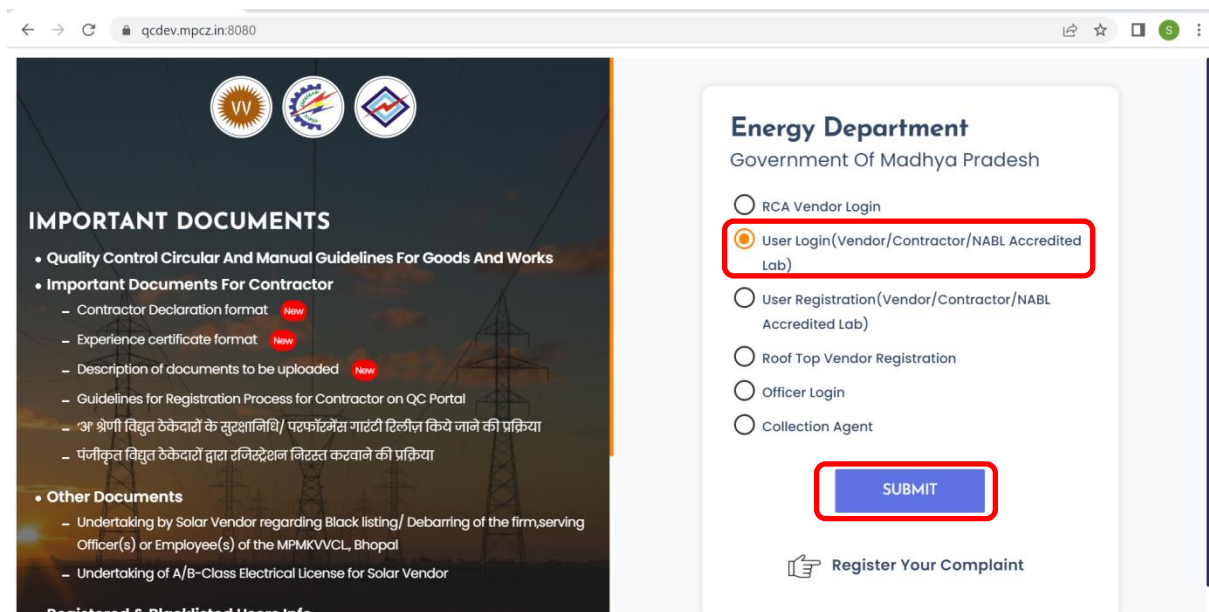 qcdev.mpcz.in:8080
S
VV
IMPORTANT DOCUMENTS
• Quality Control Circular And Manual Guidelines For Goods And Works
• Important Documents For Contractor
– Contractor Declaration format New
– Experience certificate format New
– Description of documents to be uploaded New
– Guidelines for Registration Process for Contractor on QC Portal
– 'अ' श्रेणी विद्युत ठेकेदारों के सुरक्षानिधि/ परफॉरमेंस गारंटी रिलीज़ किये जाने की प्रक्रिया
– पंजीकृत विद्युत ठेकेदारों द्वारा रजिस्ट्रेशन निरस्त करवाने की प्रक्रिया
• Other Documents
– Undertaking by Solar Vendor regarding Black listing/ Debarring of the firm,serving
Officer(s) or Employee(s) of the MPMKVVCL, Bhopal
– Undertaking of A/B-Class Electrical License for Solar Vendor
• Registered & Blacklisted Users Info
Energy Department
Government Of Madhya Pradesh
RCA Vendor Login
User Login(Vendor/Contractor/NABL Accredited
Lab)
User Registration(Vendor/Contractor/NABL
Accredited Lab)
Roof Top Vendor Registration
Officer Login
Collection Agent
SUBMIT
Register Your Complaint